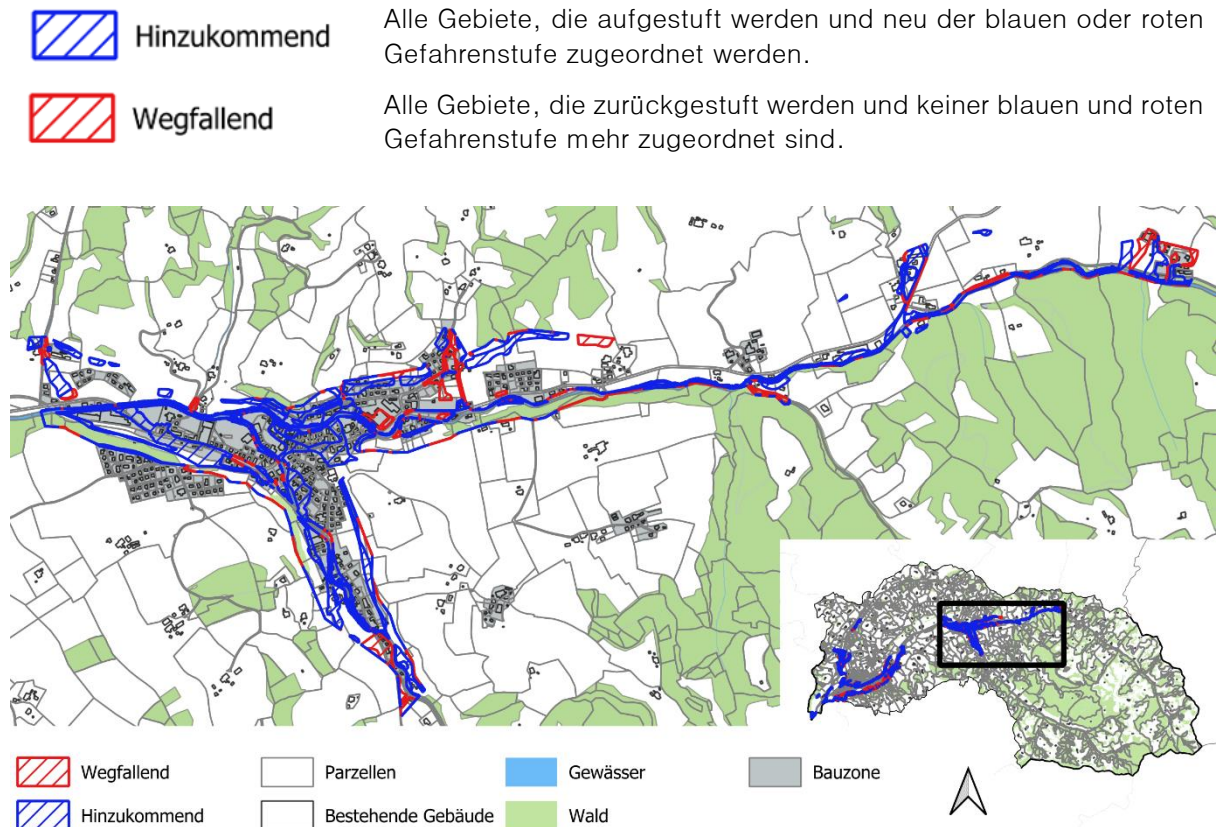 Hinzukommend
Alle Gebiete, die aufgestuft werden und neu der blauen oder roten
Gefahrenstufe zugeordnet werden.
Wegfallend
Alle Gebiete, die zurückgestuft werden und keiner blauen und roten
Gefahrenstufe mehr zugeordnet sind.
Wegfallend
Parzellen
Gewässer
Bauzone
Hinzukommend
Bestehende Gebäude
Wald